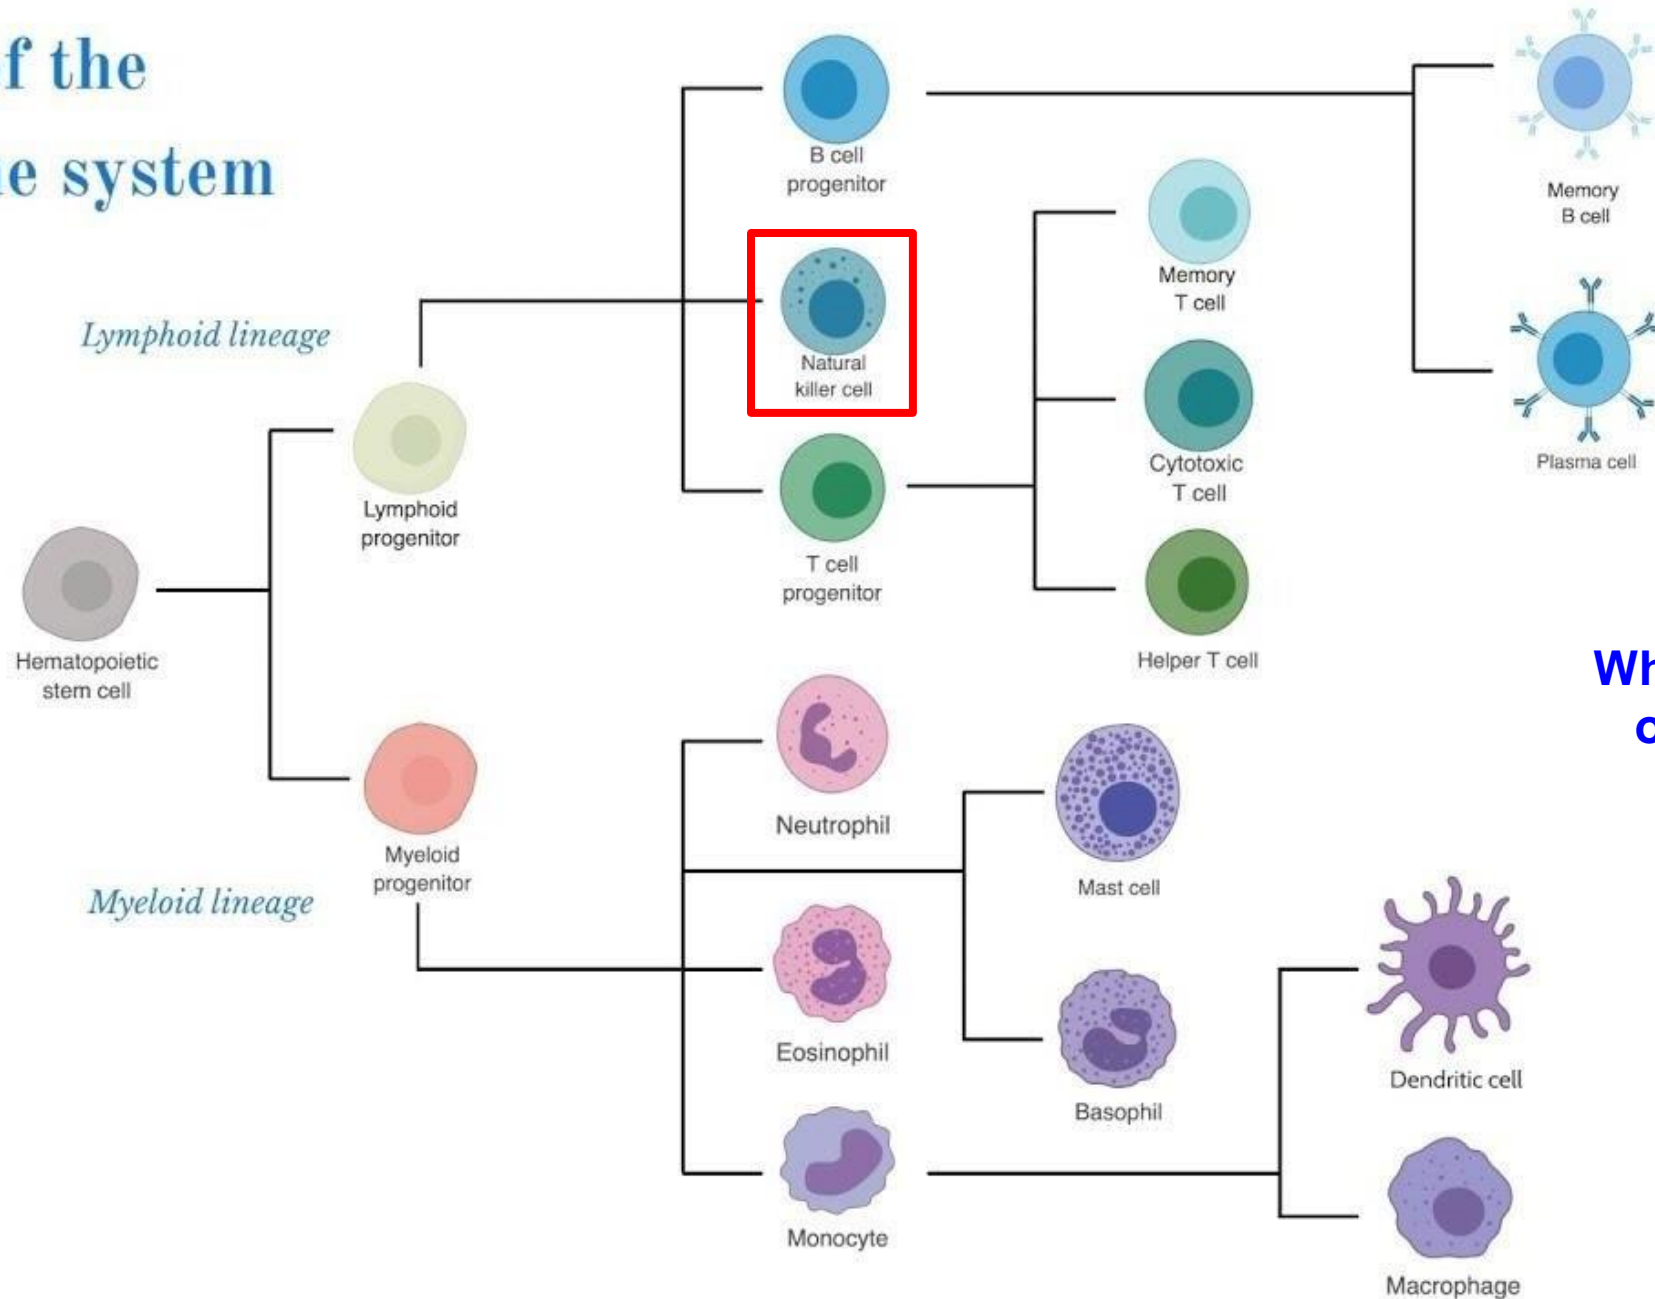 f the
e system
B cell
progenitor
Memory
B cell
Natural
killer cell
Memory
T cell
Lymphoid lineage
Cytotoxic
T cell
Plasma cell
Lymphoid
progenitor
T cell
progenitor
Helper T cell
Hematopoietic
stem cell
Wh
o
Neutrophil
Mast cell
Myeloid
progenitor
Myeloid lineage
Eosinophil
Basophil
Dendritic cell
Monocyte
Macrophage